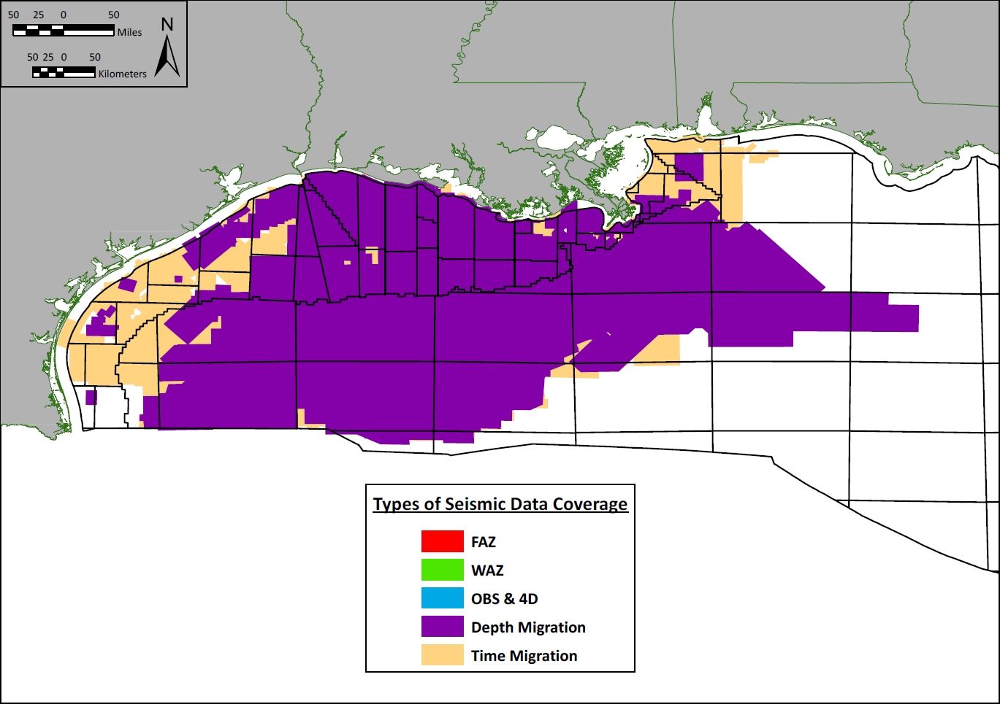 50 25 0 50
Miles
N
50 25 0 50
Kilometers
Types of Seismic Data Coverage
FAZ
WAZ
OBS & 4D
Depth Migration
Time Migration